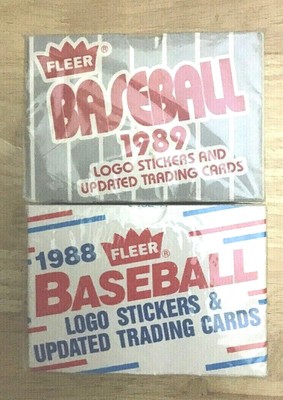 FLEER®
BASEBALL
1989
LOGO STICKERS AND
UPDATED TRADING CARDS
1988 FLEER®
BASEBALL
LOGO STICKERS &
UPDATED TRADING CARDS